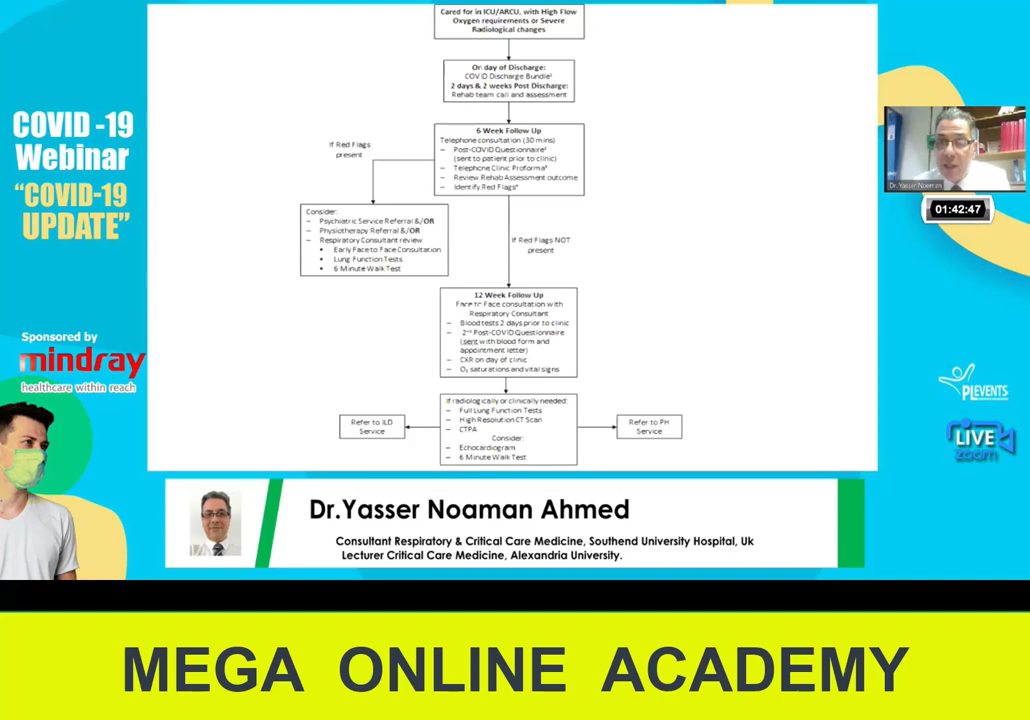 Cared for in ICU/ARCU, with High Flow
Oxygen requirements or Severe
Radiological changes
On day of Discharge:
COVID Discharge Bundle¹
2 days & 2 weeks Post Discharge:
Rehab team call and assessment
6 Week Follow Up
Telephone consultation (30 mins)
– Post-COVID Questionnaire²
(sent to patient prior to clinic)
– Telephone Clinic Proforma³
– Review Rehab Assessment outcome
– Identify Red Flags⁴
If Red Flags
present
Consider:
– Psychiatric Service Referral &/OR
– Physiotherapy Referral &/OR
– Respiratory Consultant review
• Early Face to Face Consultation
• Lung Function Tests
• 6 Minute Walk Test
If Red Flags NOT
present
12 Week Follow Up
Face to Face consultation with
Respiratory Consultant
– Blood tests 2 days prior to clinic
– 2nd Post-COVID Questionnaire
(sent with blood form and
appointment letter)
– CXR on day of clinic
– O₂ saturations and vital signs
If radiologically or clinically needed:
– Full Lung Function Tests
– High Resolution CT Scan
– CTPA
Consider:
– Echocardiogram
– 6 Minute Walk Test
Refer to ILD
Service
Refer to PH
Service
COVID -19
Webinar
"COVID-19
UPDATE"
Sponsored by
mindray
healthcare within reach
Dr. Yasser Noaman
01:42:47
PLEVENTS
LIVE
zoom
Dr.Yasser Noaman Ahmed
Consultant Respiratory & Critical Care Medicine, Southend University Hospital, Uk
Lecturer Critical Care Medicine, Alexandria University.
MEGA ONLINE ACADEMY